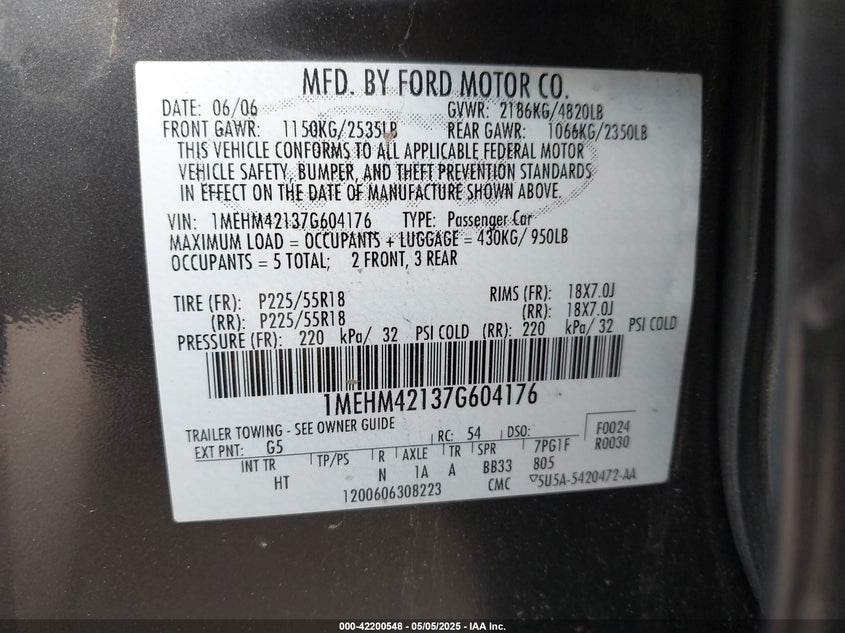 MFD. BY FORD MOTOR CO.
DATE: 06/06 GVWR: 2186KG/4820LB
FRONT GAWR: 1150KG/2535LB REAR GAWR: 1066KG/2350LB
THIS VEHICLE CONFORMS TO ALL APPLICABLE FEDERAL MOTOR
VEHICLE SAFETY, BUMPER, AND THEFT PREVENTION STANDARDS
IN EFFECT ON THE DATE OF MANUFACTURE SHOWN ABOVE.
VIN: 1MEHM42137G604176 TYPE: Passenger Car
MAXIMUM LOAD = OCCUPANTS + LUGGAGE = 430KG/ 950LB
OCCUPANTS = 5 TOTAL; 2 FRONT, 3 REAR
TIRE (FR): P225/55R18 RIMS (FR): 18X7.0J
(RR): P225/55R18 (RR): 18X7.0J
PRESSURE (FR): 220 kPa/ 32 PSI COLD (RR): 220 kPa/ 32 PSI COLD
1MEHM42137G604176
TRAILER TOWING - SEE OWNER GUIDE
EXT PNT: G5 RC: 54 DSO: F0024
INT TR TP/PS R AXLE TR SPR 7PG1F R0030
HT N 1A A BB33 805
1200606308223 CMC 5U5A-5420472-AA
000-42200548 - 05/05/2025 - IAA Inc.